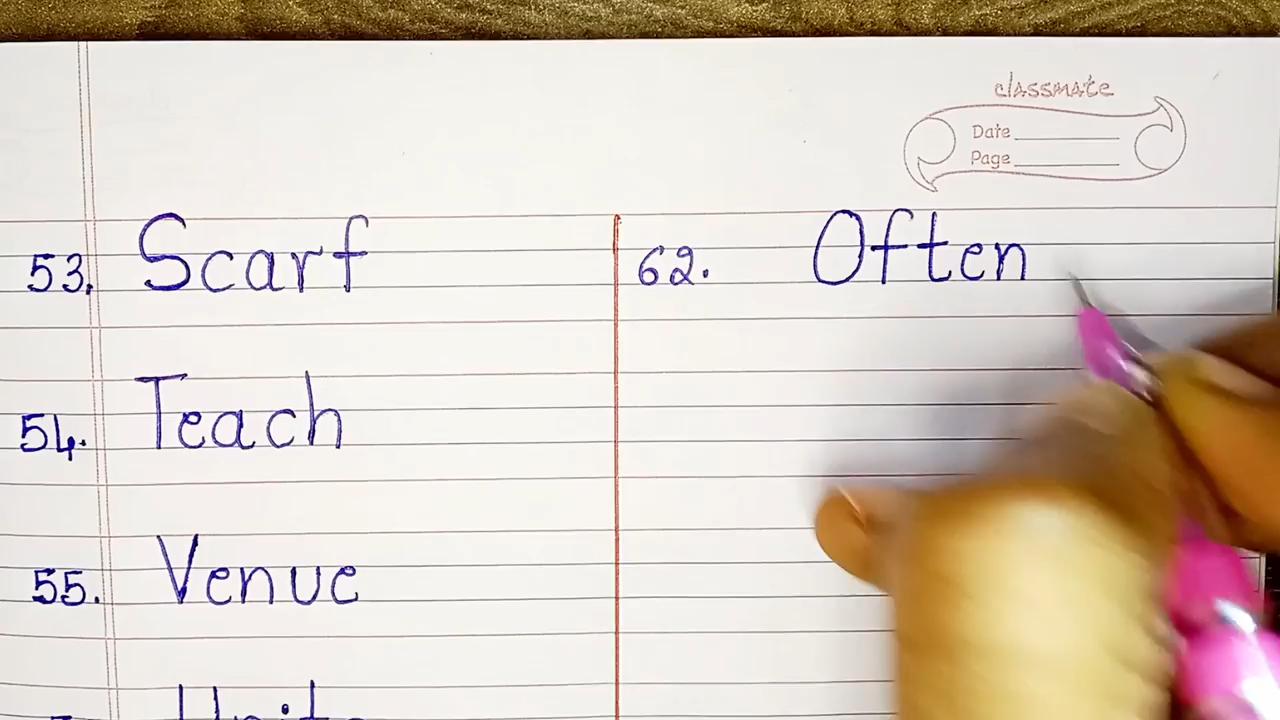 classmate
Date
Page
53. Scarf
62. Often
54. Teach
55. Venue